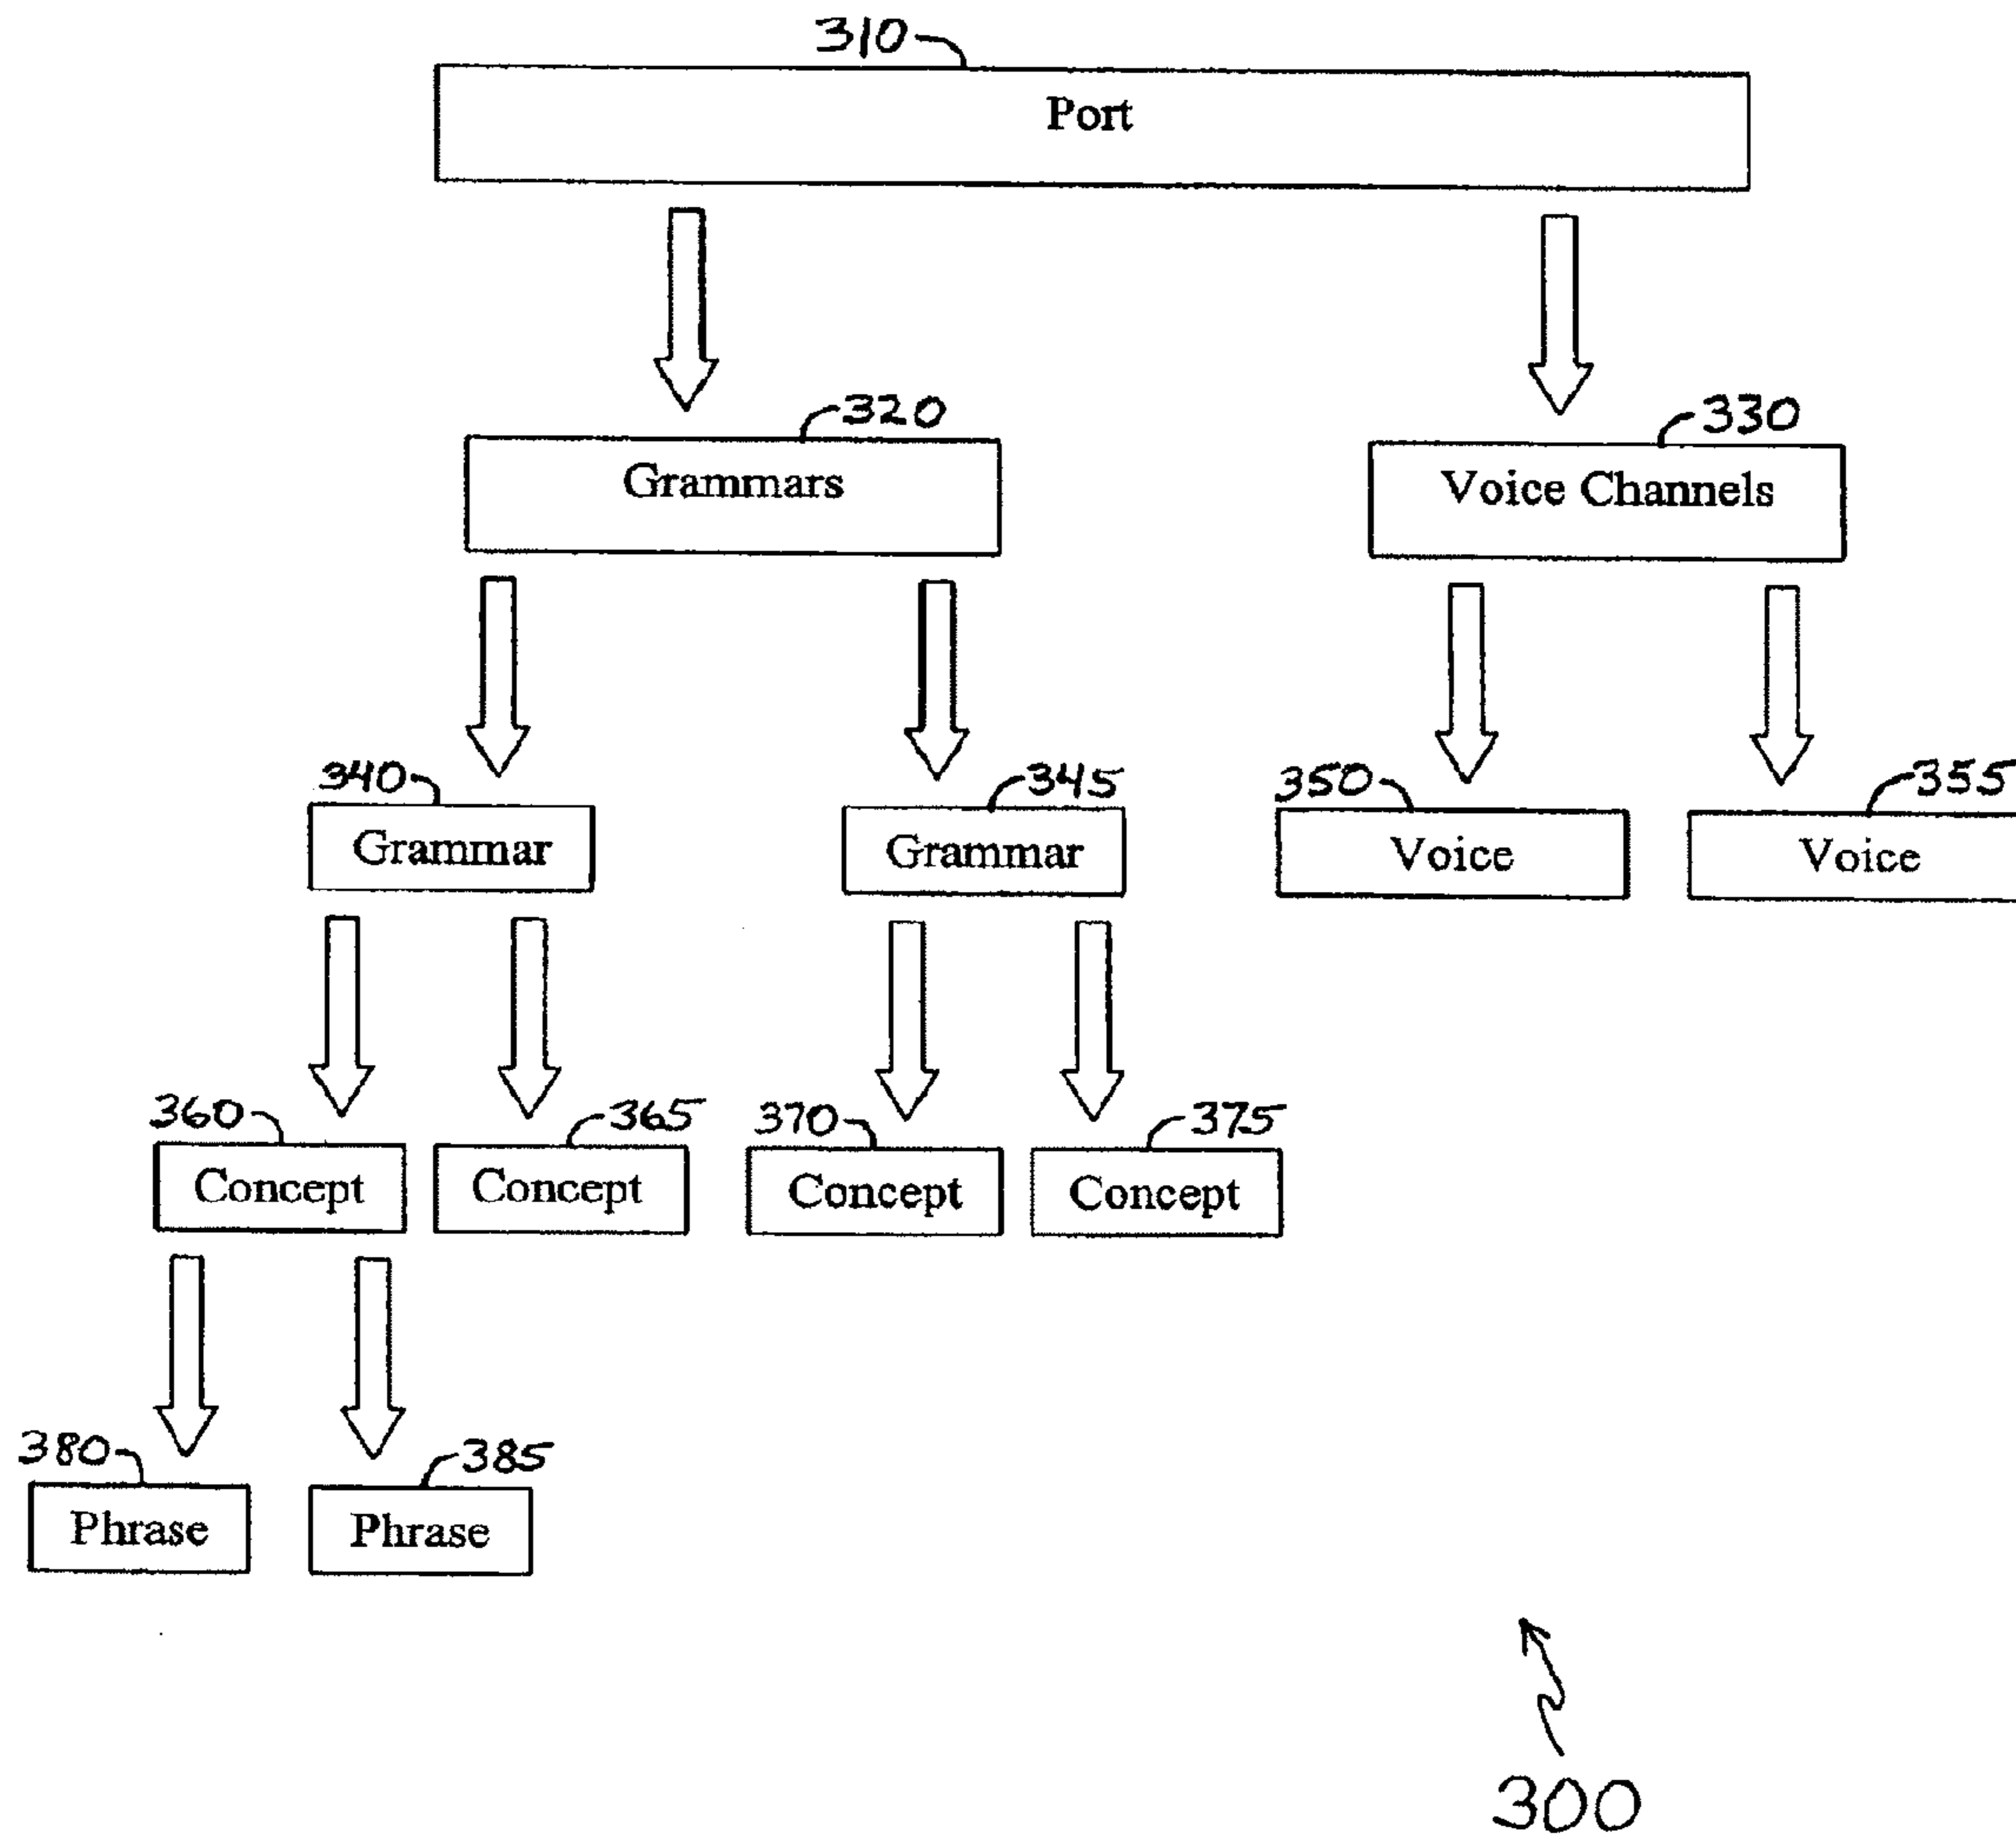 310
Port
320
330
Grammars
Voice Channels
340
345
350
355
Grammar
Grammar
Voice
Voice
360
365
370
375
Concept
Concept
Concept
Concept
380
385
Phrase
Phrase
300